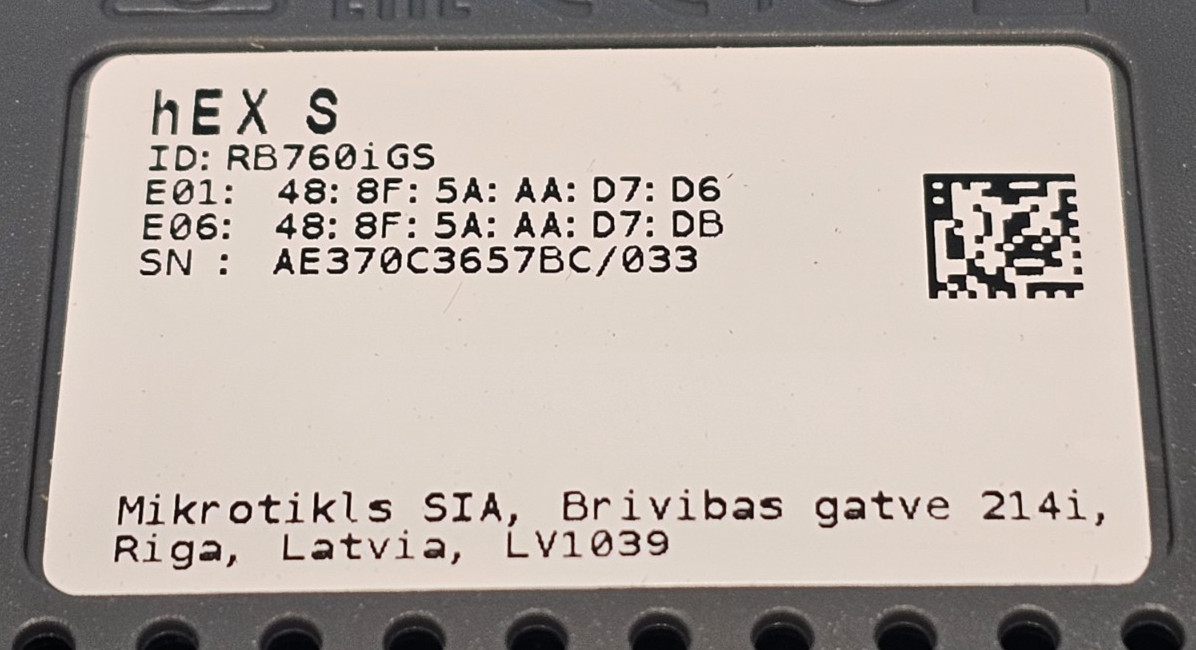 hEX S
ID: RB760iGS
E01: 48: 8F: 5A: AA: D7: D6
E06: 48: 8F: 5A: AA: D7: DB
SN : AE370C3657BC/033
Mikrotikls SIA, Brivibas gatve 214i,
Riga, Latvia, LV1039